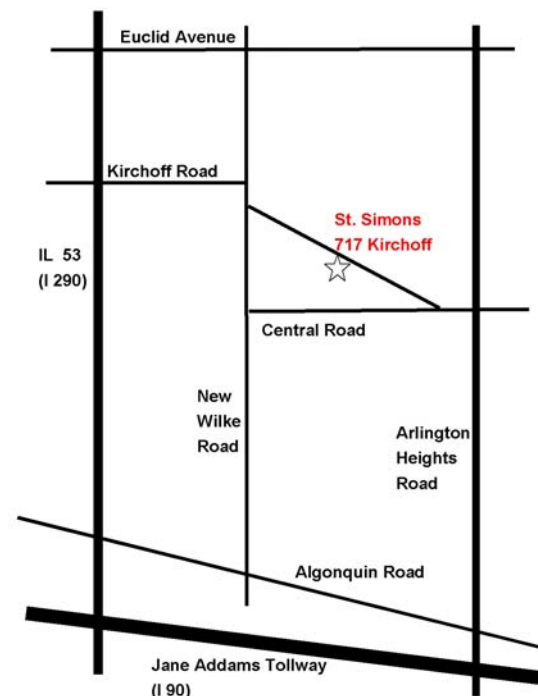 Euclid Avenue
Kirchoff Road
St. Simons
717 Kirchoff
IL 53
(I 290)
Central Road
New
Wilke
Road
Arlington
Heights
Road
Algonquin Road
Jane Addams Tollway
(I 90)